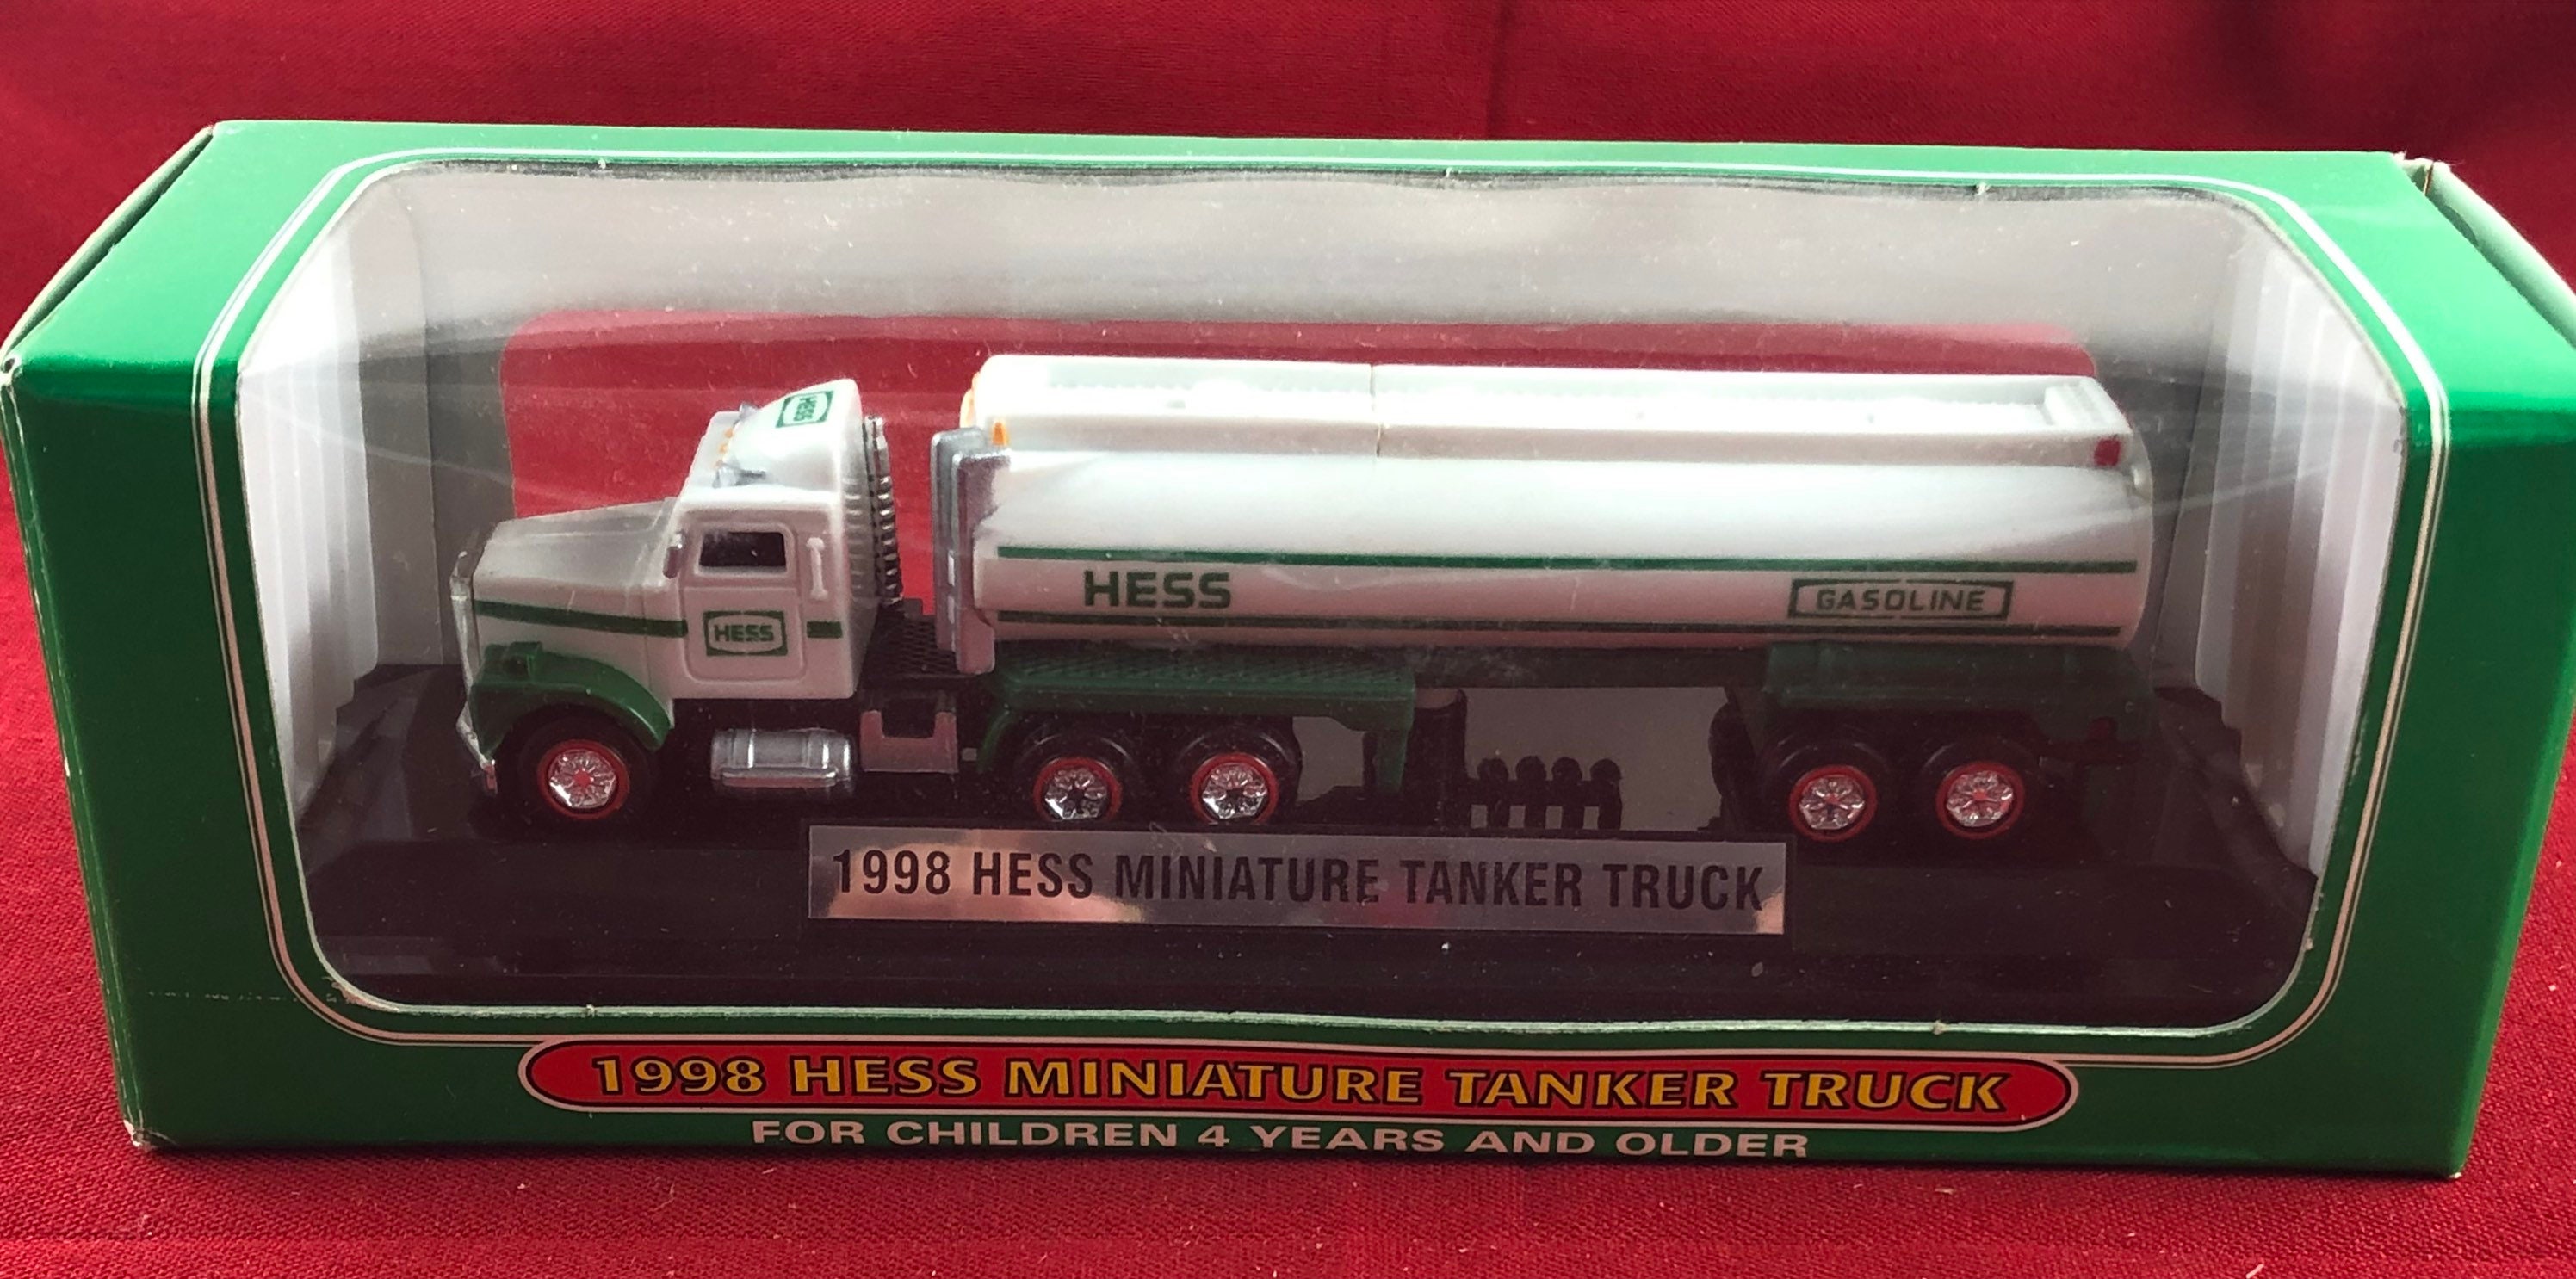 HESS
HESS
HESS
GASOLINE
1998 HESS MINIATURE TANKER TRUCK
1998 HESS MINIATURE TANKER TRUCK
FOR CHILDREN 4 YEARS AND OLDER